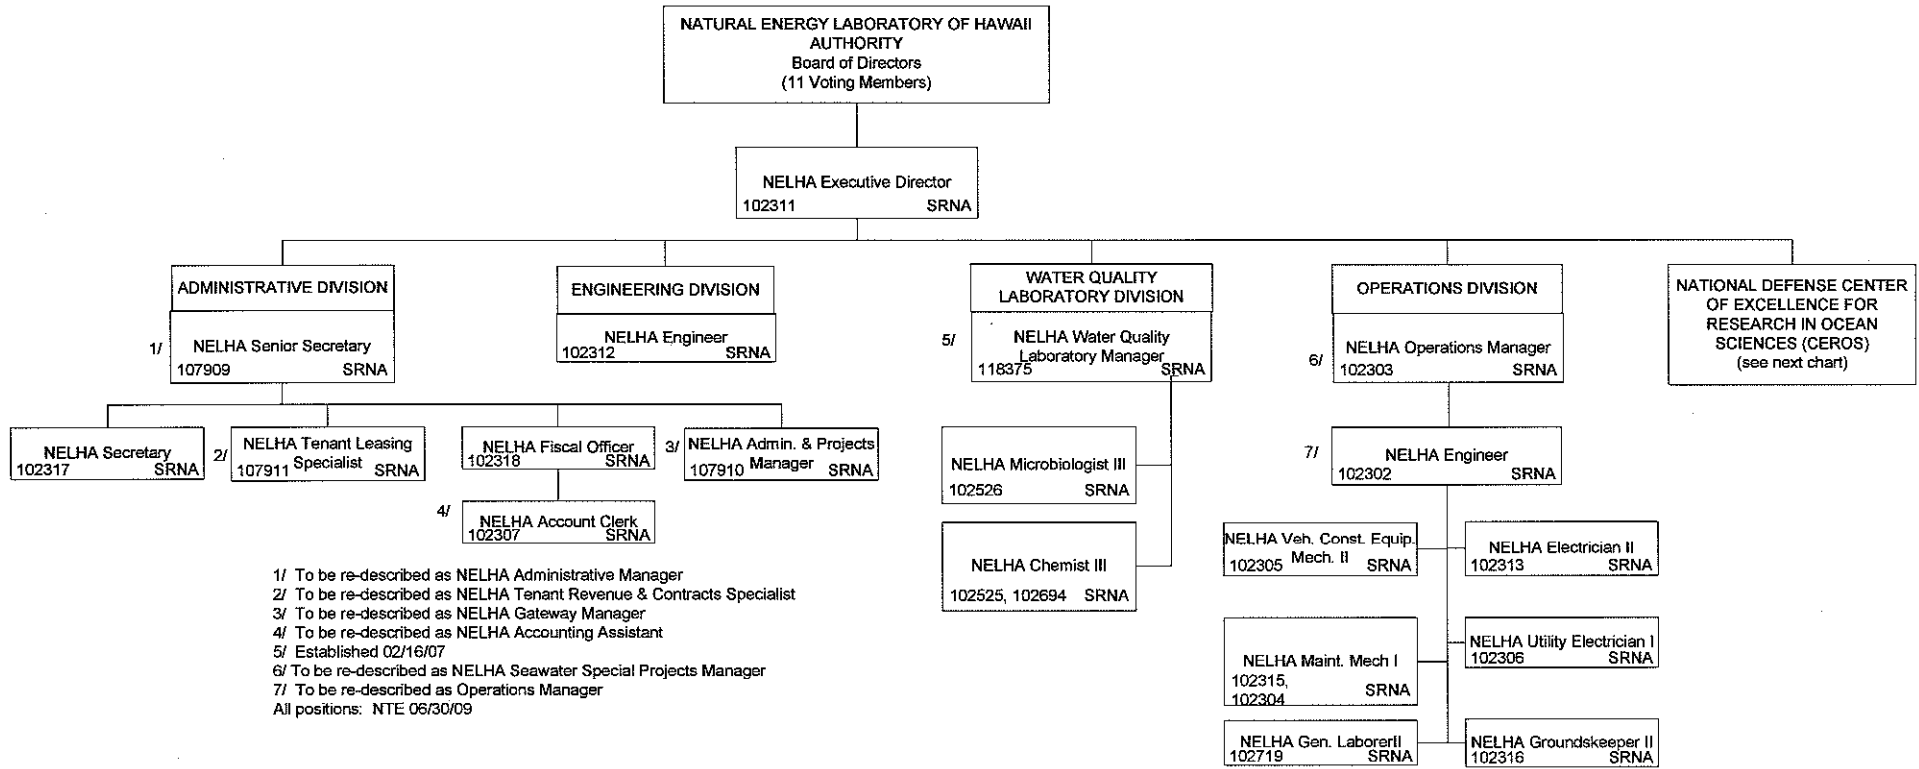 NATURAL ENERGY LABORATORY OF HAWAII
AUTHORITY
Board of Directors
(11 Voting Members)
NELHA Executive Director
102311 SRNA
ADMINISTRATIVE DIVISION
1/ NELHA Senior Secretary
107909 SRNA
ENGINEERING DIVISION
NELHA Engineer
102312 SRNA
WATER QUALITY
LABORATORY DIVISION
5/ NELHA Water Quality
Laboratory Manager
118375 SRNA
OPERATIONS DIVISION
NELHA Operations Manager
6/ 102303 SRNA
NATIONAL DEFENSE CENTER
OF EXCELLENCE FOR
RESEARCH IN OCEAN
SCIENCES (CEROS)
(see next chart)
NELHA Secretary
102317 SRNA
2/ NELHA Tenant Leasing
Specialist
107911 SRNA
NELHA Fiscal Officer
102318 SRNA
3/ NELHA Admin. & Projects
Manager
107910 SRNA
4/ NELHA Account Clerk
102307 SRNA
NELHA Microbiologist III
102526 SRNA
NELHA Chemist III
102525, 102694 SRNA
7/ NELHA Engineer
102302 SRNA
NELHA Veh. Const. Equip.
Mech. II
102305 SRNA
NELHA Electrician II
102313 SRNA
NELHA Maint. Mech I
102315,
102304 SRNA
NELHA Utility Electrician I
102306 SRNA
NELHA Gen. LaborerII
102719 SRNA
NELHA Groundskeeper II
102316 SRNA
1/ To be re-described as NELHA Administrative Manager
2/ To be re-described as NELHA Tenant Revenue & Contracts Specialist
3/ To be re-described as NELHA Gateway Manager
4/ To be re-described as NELHA Accounting Assistant
5/ Established 02/16/07
6/ To be re-described as NELHA Seawater Special Projects Manager
7/ To be re-described as Operations Manager
All positions: NTE 06/30/09